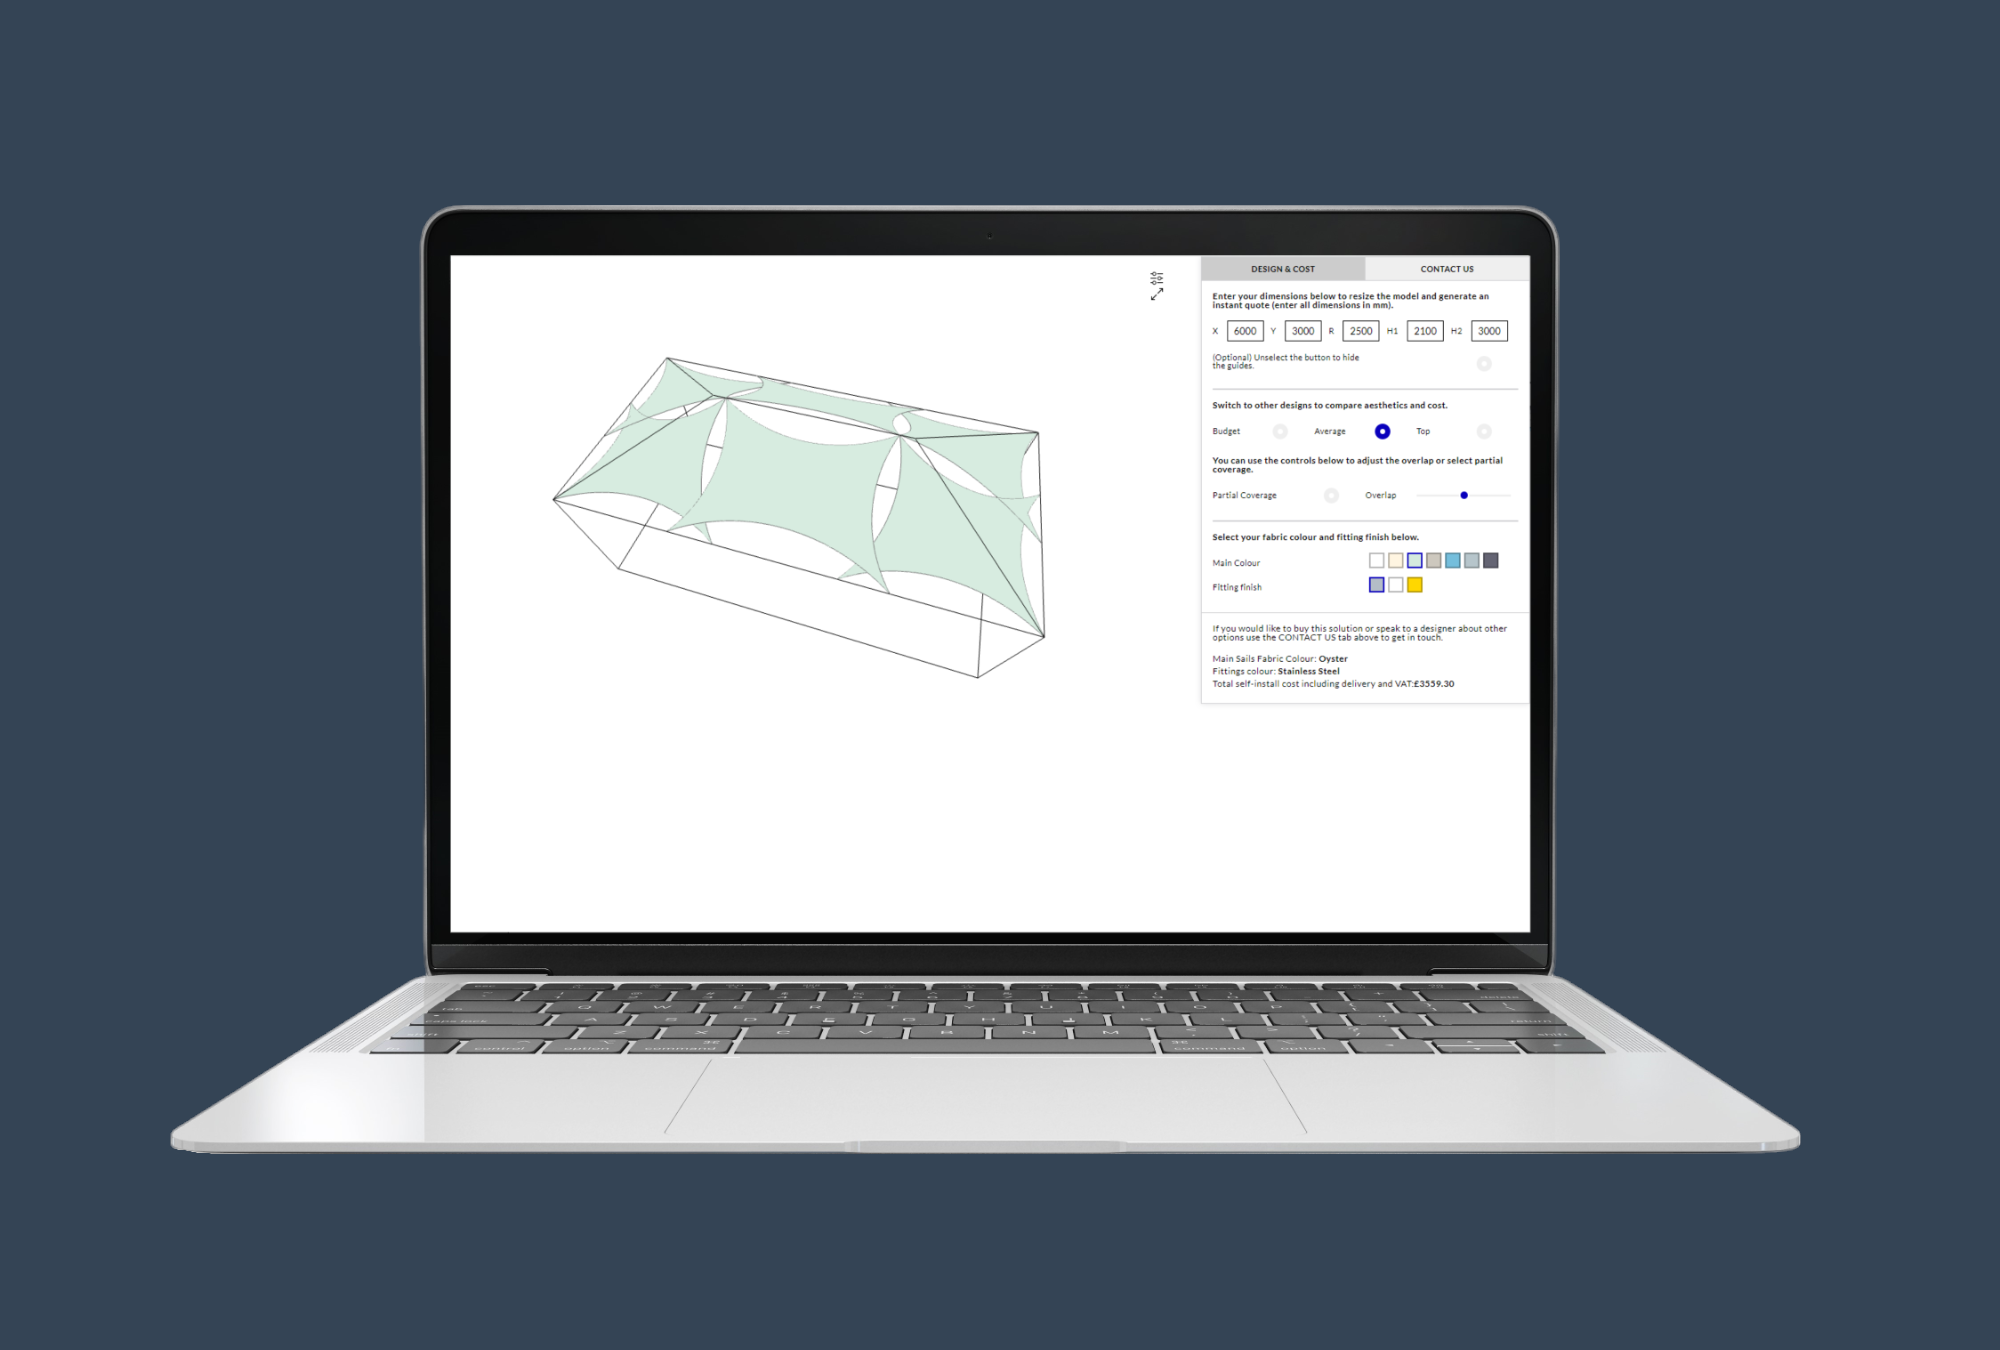 DESIGN & COST CONTACT US
Enter your dimensions below to resize the model and generate an
instant quote (enter all dimensions in mm).
X 6000 Y 3000 R 2500 H1 2100 H2 3000
(Optional) Unselect the button to hide
the guides.
Switch to other designs to compare aesthetics and cost.
Budget Average Top
You can use the controls below to adjust the overlap or select partial
coverage.
Partial Coverage Overlap
Select your fabric colour and fitting finish below.
Main Colour
Fitting finish
If you would like to buy this solution or speak to a designer about other
options use the CONTACT US tab above to get in touch.
Main Sails Fabric Colour: Oyster
Fittings colour: Stainless Steel
Total self-install cost including delivery and VAT:£3559.30
Q W E R T Y U I O P
A S D F G H J K L
Z X C V B N M
control option command command option